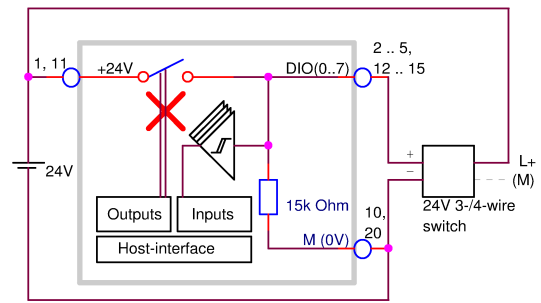 2 .. 5,
1, 11
+24V
DIO(0..7)
12 .. 15
+
L+
24V
–
(M)
Outputs
Inputs
15k Ohm
10,
24V 3-/4-wire
20
switch
M (0V)
Host-interface